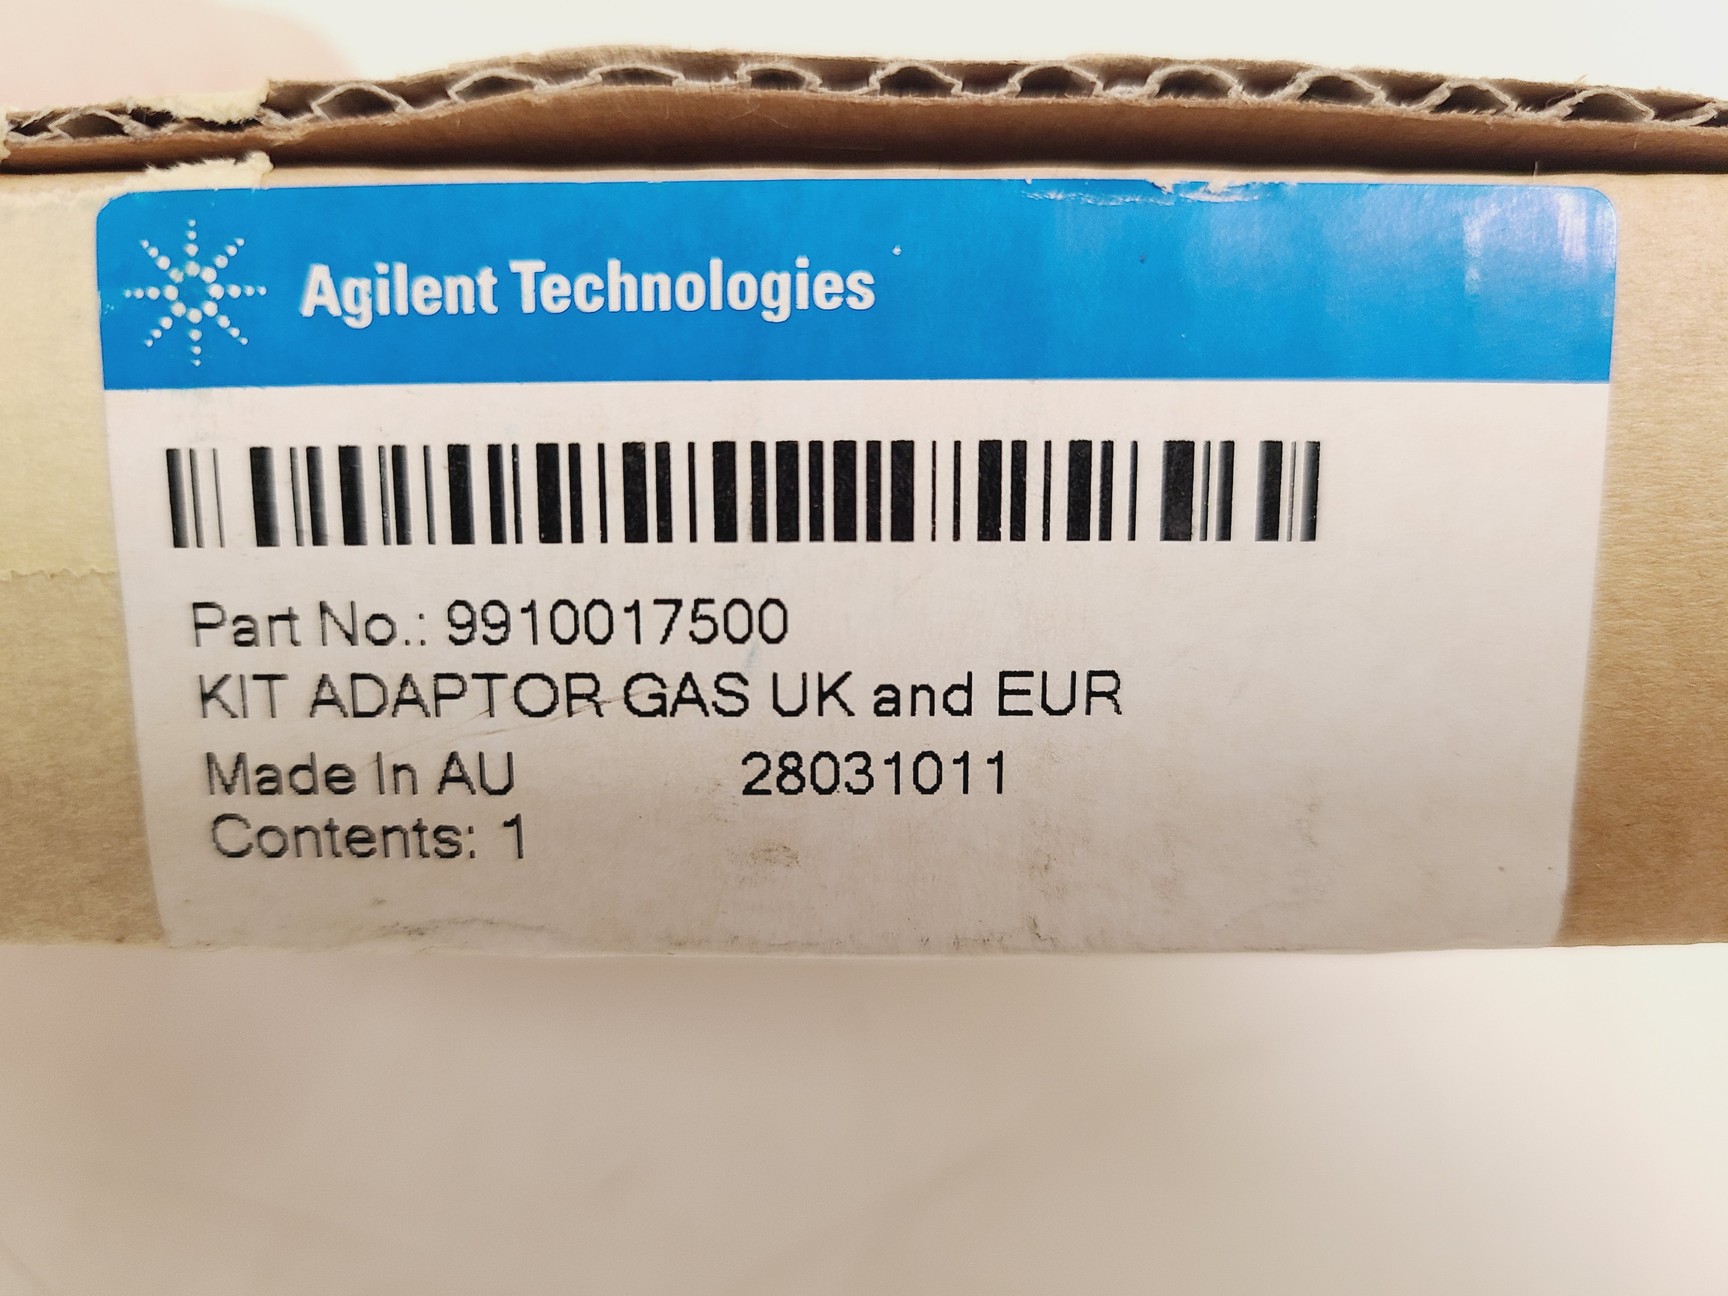 Agilent Technologies
Part No.: 9910017500
KIT ADAPTOR GAS UK and EUR
Made In AU 28031011
Contents: 1